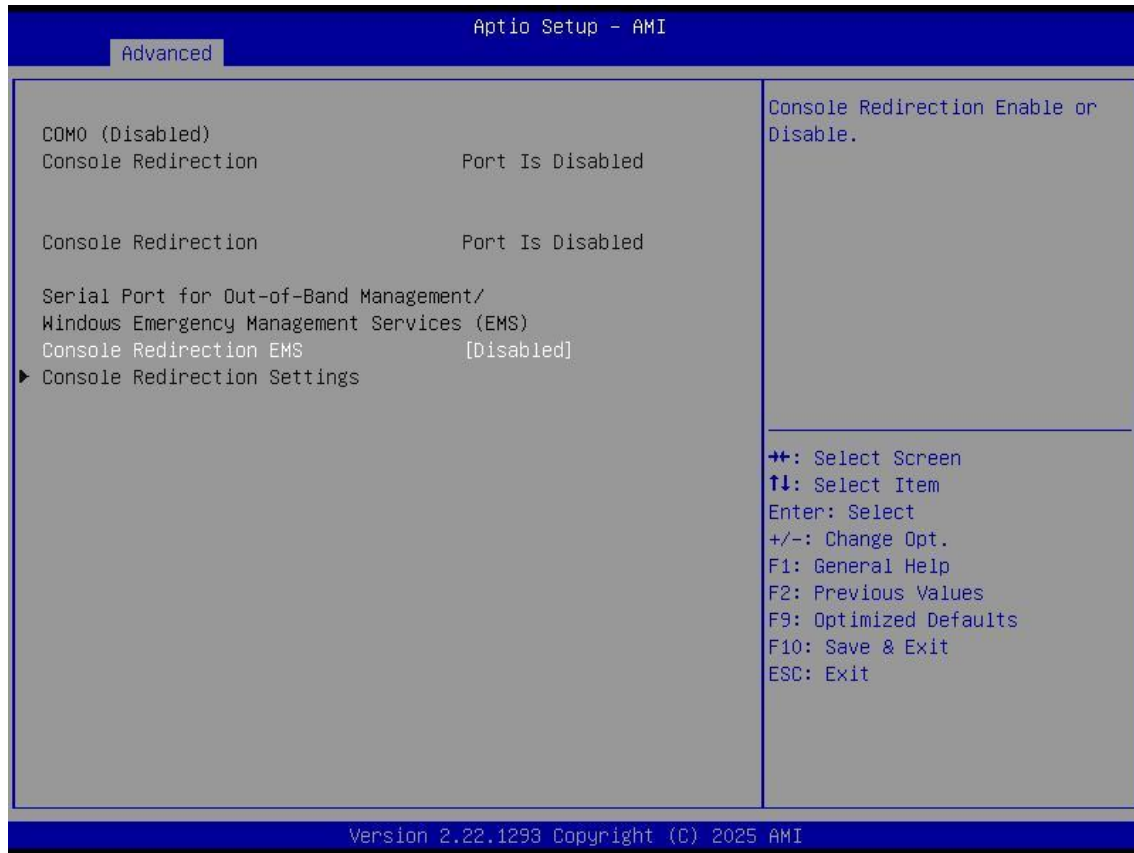 Aptio Setup - AMI
Advanced
COM0 (Disabled)
Console Redirection Port Is Disabled
Console Redirection Port Is Disabled
Serial Port for Out-of-Band Management/
Windows Emergency Management Services (EMS)
Console Redirection EMS [Disabled]
▶ Console Redirection Settings
Console Redirection Enable or
Disable.
→←: Select Screen
↑↓: Select Item
Enter: Select
+/-: Change Opt.
F1: General Help
F2: Previous Values
F9: Optimized Defaults
F10: Save & Exit
ESC: Exit
Version 2.22.1293 Copyright (C) 2025 AMI